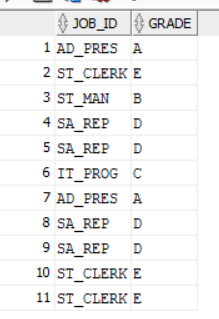 JOB_ID GRADE
1 AD_PRES A
2 ST_CLERK E
3 ST_MAN B
4 SA_REP D
5 SA_REP D
6 IT_PROG C
7 AD_PRES A
8 SA_REP D
9 SA_REP D
10 ST_CLERK E
11 ST_CLERK E